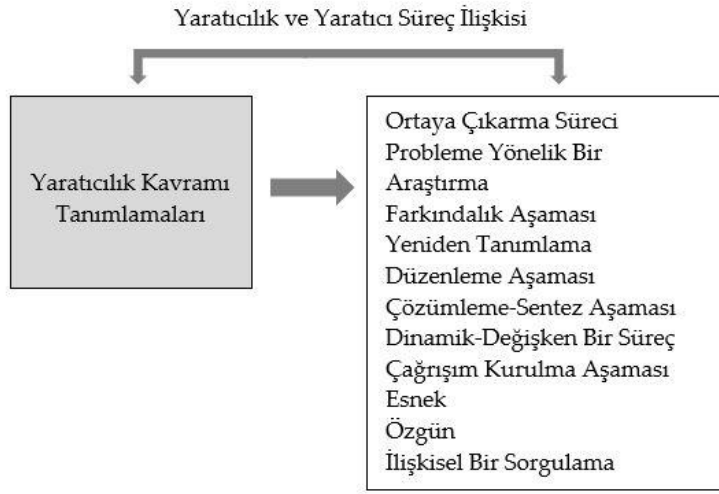 Yaratıcılık ve Yaratıcı Süreç İlişkisi
Yaratıcılık Kavramı
Tanımlamaları
Ortaya Çıkarma Süreci
Probleme Yönelik Bir
Araştırma
Farkındalık Aşaması
Yeniden Tanımlama
Düzenleme Aşaması
Çözümleme-Sentez Aşaması
Dinamik-Değişken Bir Süreç
Çağrışım Kurulma Aşaması
Esnek
Özgün
İlişkisel Bir Sorgulama